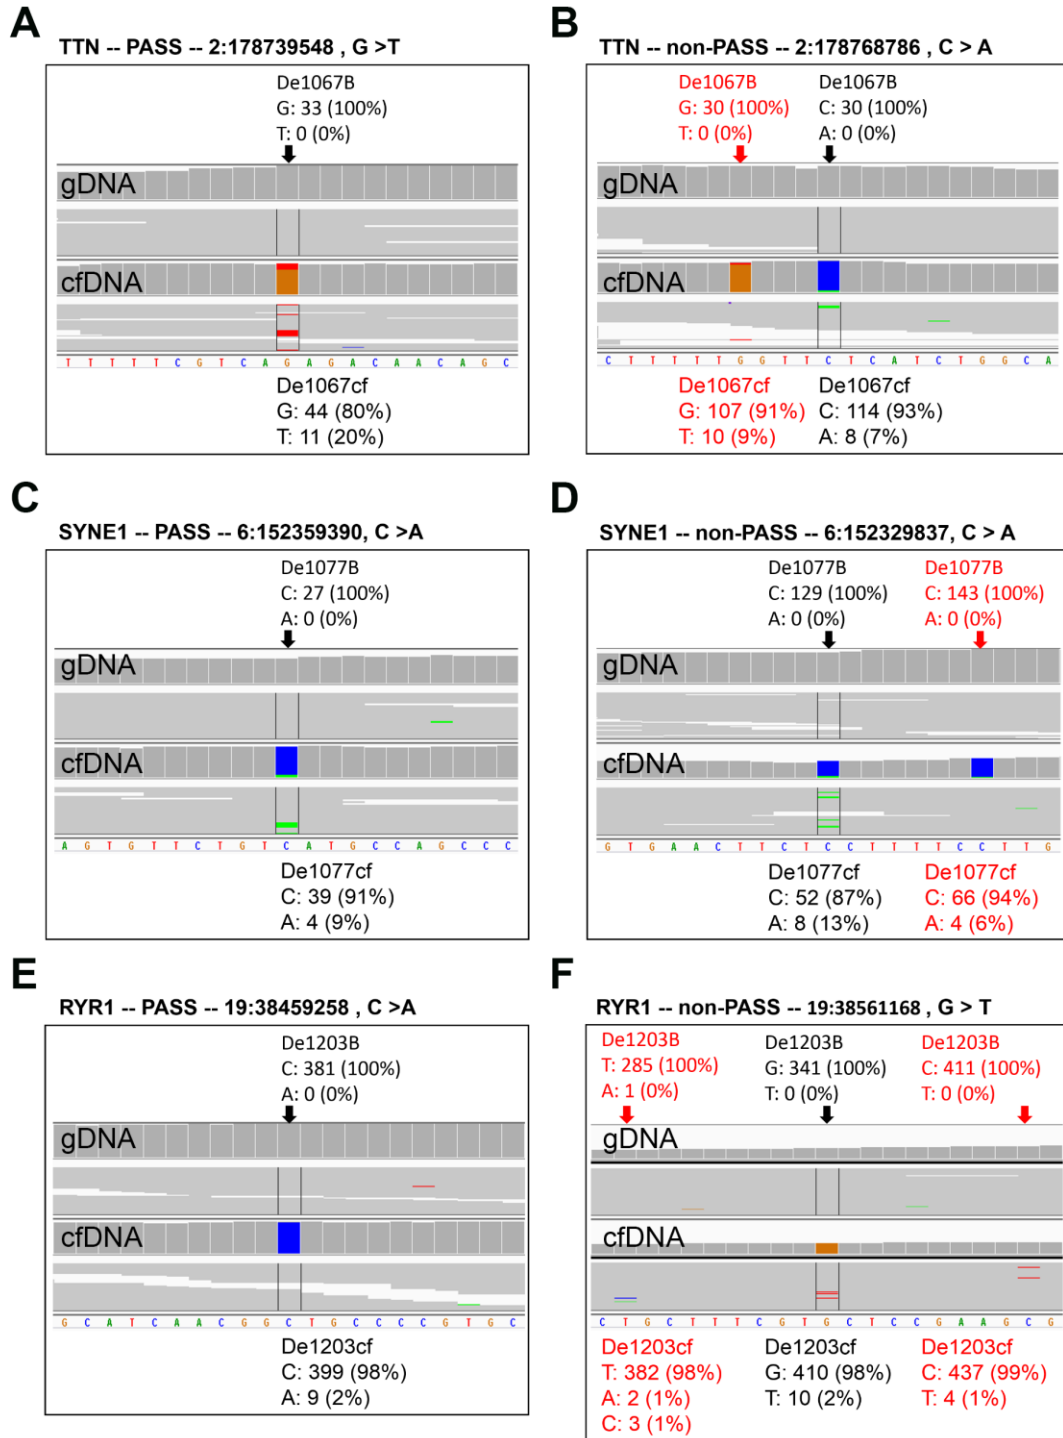 A
TTN -- PASS -- 2:178739548 , G >T
De1067B
G: 33 (100%)
T: 0 (0%)
gDNA
cfDNA
T T T T T C G T C A G A G A C A A C A G C
De1067cf
G: 44 (80%)
T: 11 (20%)
B
TTN -- non-PASS -- 2:178768786 , C > A
De1067B De1067B
G: 30 (100%) C: 30 (100%)
T: 0 (0%) A: 0 (0%)
gDNA
cfDNA
C T T T T T G G T T C T C A T C T G G C A
De1067cf De1067cf
G: 107 (91%) C: 114 (93%)
T: 10 (9%) A: 8 (7%)
C
SYNE1 -- PASS -- 6:152359390, C >A
De1077B
C: 27 (100%)
A: 0 (0%)
gDNA
cfDNA
A G T G T T C T G T C A T G C C A G C C C
De1077cf
C: 39 (91%)
A: 4 (9%)
D
SYNE1 -- non-PASS -- 6:152329837, C > A
De1077B De1077B
C: 129 (100%) C: 143 (100%)
A: 0 (0%) A: 0 (0%)
gDNA
cfDNA
G T G A A C T T C T C C T T T T C C T T G
De1077cf De1077cf
C: 52 (87%) C: 66 (94%)
A: 8 (13%) A: 4 (6%)
E
RYR1 -- PASS -- 19:38459258 , C >A
De1203B
C: 381 (100%)
A: 0 (0%)
gDNA
cfDNA
G C A T C A A C G G C T G C C C C G T G C
De1203cf
C: 399 (98%)
A: 9 (2%)
F
RYR1 -- non-PASS -- 19:38561168 , G > T
De1203B De1203B De1203B
T: 285 (100%) G: 341 (100%) C: 411 (100%)
A: 1 (0%) T: 0 (0%) T: 0 (0%)
gDNA
cfDNA
C T G C T T T C G T G C T C C G A A G C G
De1203cf De1203cf De1203cf
T: 382 (98%) G: 410 (98%) C: 437 (99%)
A: 2 (1%) T: 10 (2%) T: 4 (1%)
C: 3 (1%)